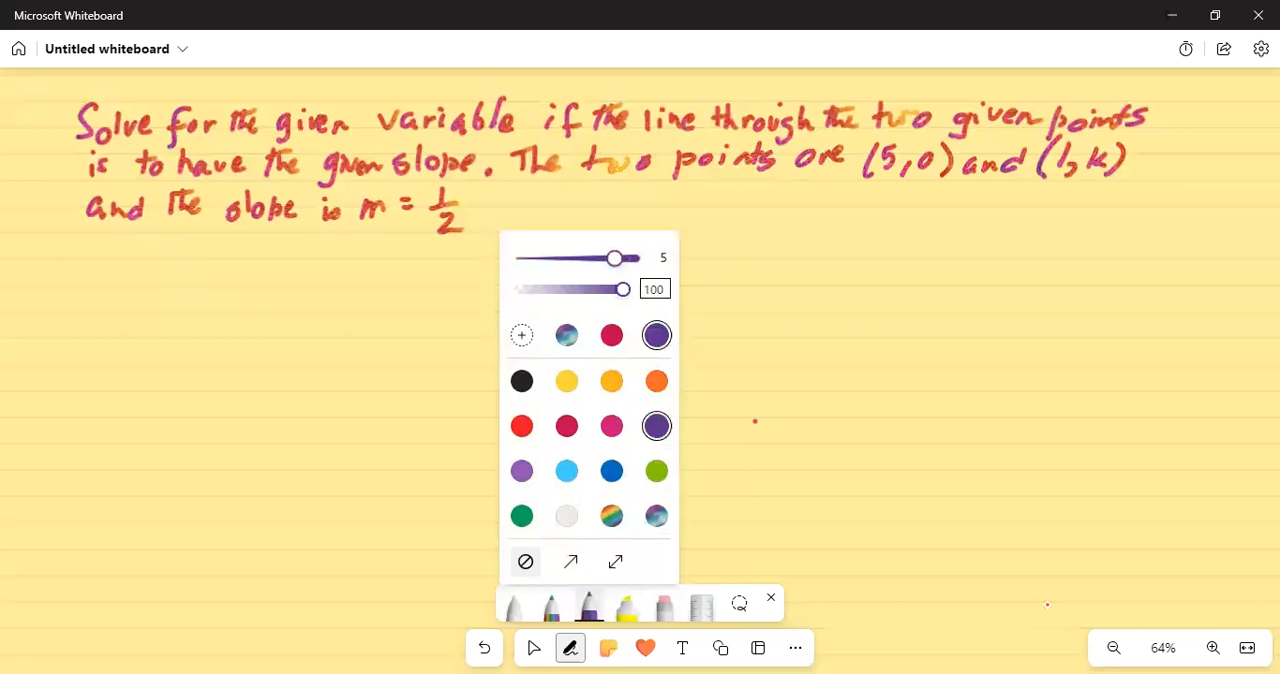 Microsoft Whiteboard
Untitled whiteboard
Solve for the given variable if the line through the two given points
is to have the given slope. The two points are (5,0) and (1,k)
and the slope is m = 1/2
5
100
64%